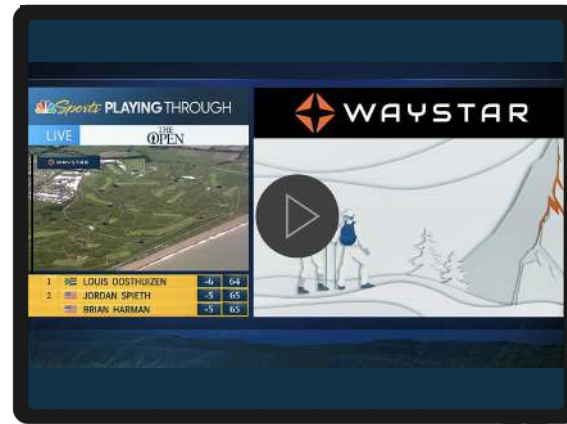 NBC Sports PLAYING THROUGH
LIVE
THE OPEN
WAYSTAR
1 LOUIS OOSTHUIZEN -6 64
2 JORDAN SPIETH -5 65
BRIAN HARMAN -5 65
WAYSTAR